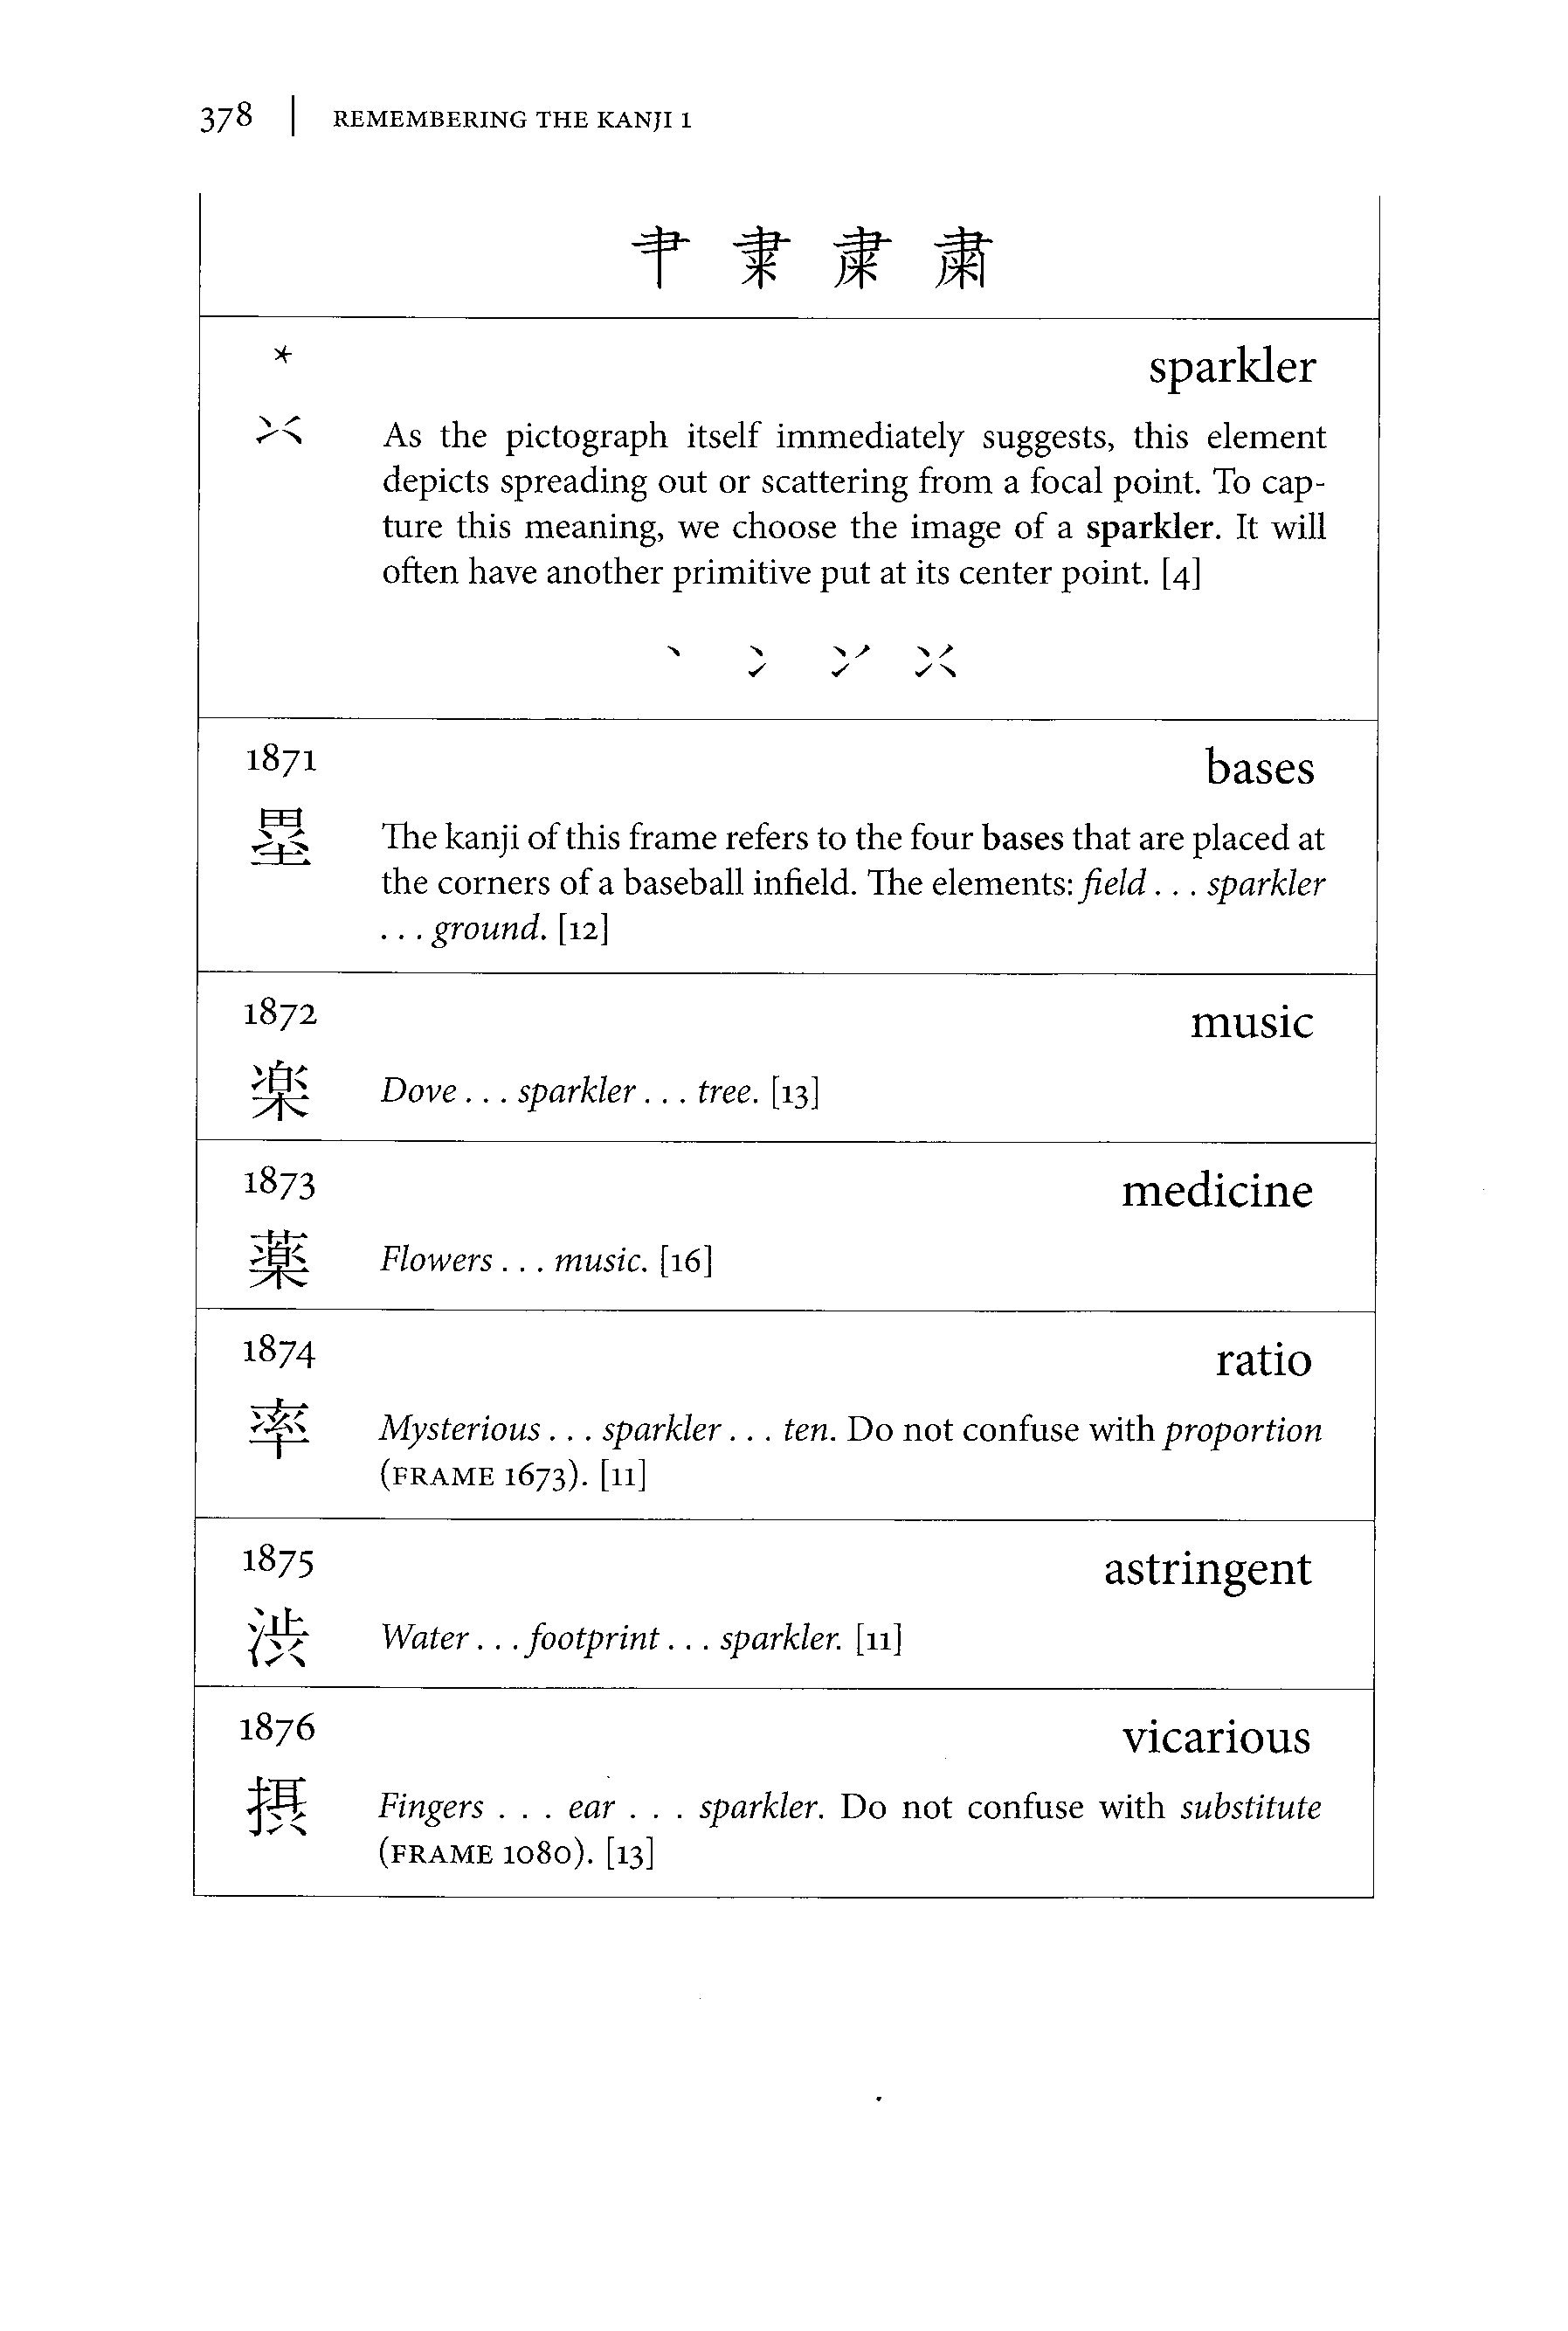 378 | REMEMBERING THE KANJI 1
肀 肃 肅
* sparkler
As the pictograph itself immediately suggests, this element
depicts spreading out or scattering from a focal point. To cap-
ture this meaning, we choose the image of a sparkler. It will
often have another primitive put at its center point. [4]
1871 bases
塁 The kanji of this frame refers to the four bases that are placed at
the corners of a baseball infield. The elements: field . . . sparkler
. . . ground. [12]
1872 music
楽 Dove . . . sparkler . . . tree. [13]
1873 medicine
薬 Flowers . . . music. [16]
1874 ratio
率 Mysterious . . . sparkler . . . ten. Do not confuse with proportion
(FRAME 1673). [11]
1875 astringent
渋 Water . . . footprint . . . sparkler. [11]
1876 vicarious
摂 Fingers . . . ear . . . sparkler. Do not confuse with substitute
(FRAME 1080). [13]